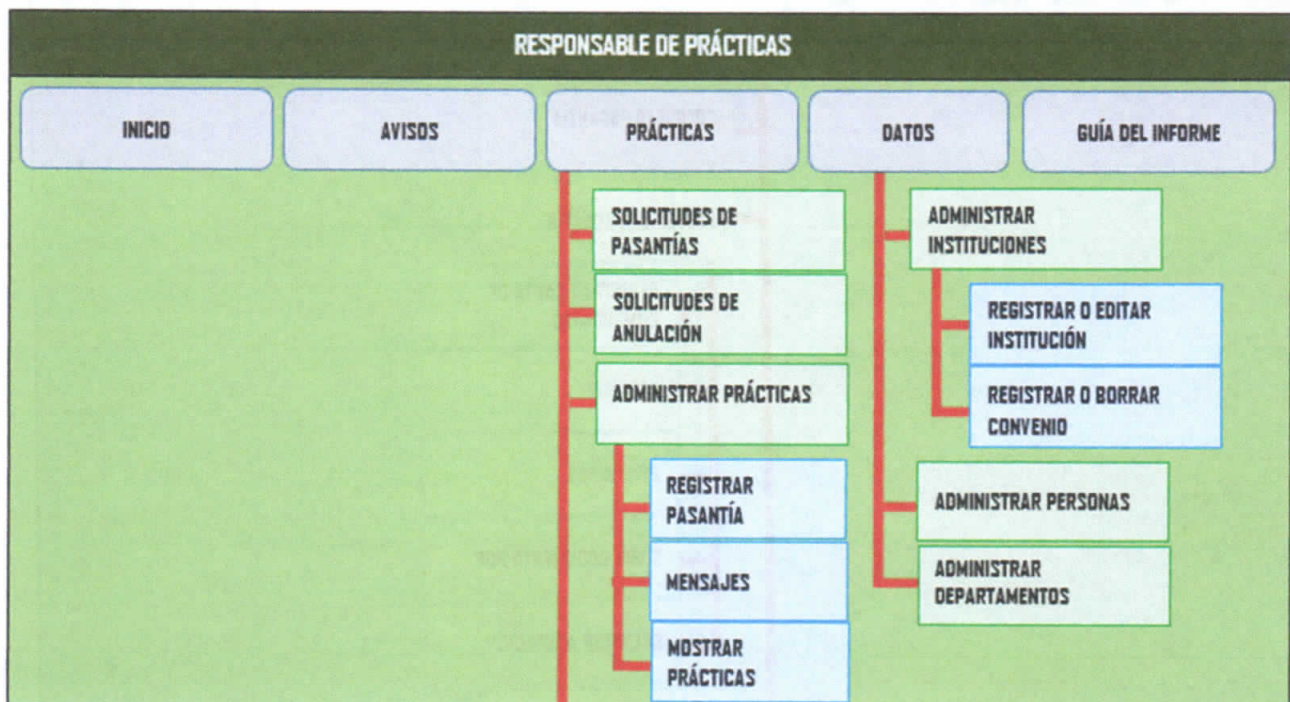 RESPONSABLE DE PRÁCTICAS
INICIO
AVISOS
PRÁCTICAS
DATOS
GUÍA DEL INFORME
SOLICITUDES DE
PASANTÍAS
SOLICITUDES DE
ANULACIÓN
ADMINISTRAR PRÁCTICAS
REGISTRAR
PASANTÍA
MENSAJES
MOSTRAR
PRÁCTICAS
ADMINISTRAR
INSTITUCIONES
REGISTRAR O EDITAR
INSTITUCIÓN
REGISTRAR O BORRAR
CONVENIO
ADMINISTRAR PERSONAS
ADMINISTRAR
DEPARTAMENTOS